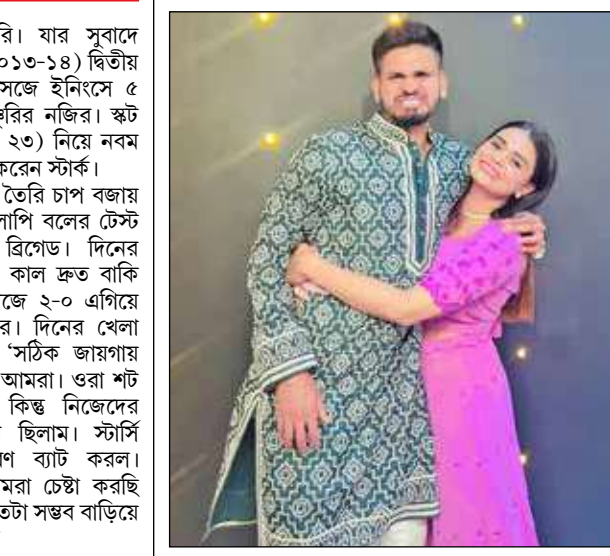 রি। যার সুবাদে
০১৩-১৪) দ্বিতীয়
সেজে ইনিংসে ৫
ঞ্চুরির নজির। স্কট
২৩) নিয়ে নবম
করেন স্টার্ক।
তৈরি চাপ বজায়
লাপি বলের টেস্ট
ব্রিগেড। দিনের
কাল দ্রুত বাকি
জে ২-০ এগিয়ে
র। দিনের খেলা
‘সঠিক জায়গায়
আমরা। ওরা শট
কিন্তু নিজেদের
ছিলাম। স্টার্সি
ণ ব্যাট করল।
মরা চেষ্টা করছি
তটা সম্ভব বাড়িয়ে